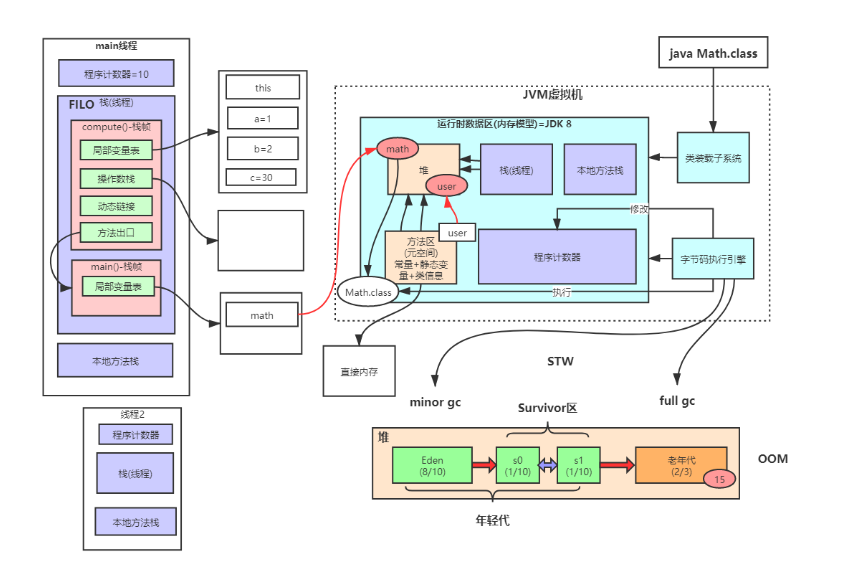 main线程
程序计数器=10
FILO
栈(线程)
compute()-栈帧
局部变量表
操作数栈
动态链接
方法出口
main()-栈帧
局部变量表
本地方法栈
this
a=1
b=2
c=30
math
线程2
程序计数器
栈(线程)
本地方法栈
java Math.class
JVM虚拟机
运行时数据区(内存模型)=JDK 8
math
堆
user
栈(线程)
本地方法栈
类装载子系统
修改
user
方法区
(元空间)
常量+静态变
量+类信息
程序计数器
字节码执行引擎
Math.class
执行
直接内存
STW
minor gc
full gc
Survivor区
堆
Eden
(8/10)
s0
(1/10)
s1
(1/10)
老年代
(2/3)
15
OOM
年轻代